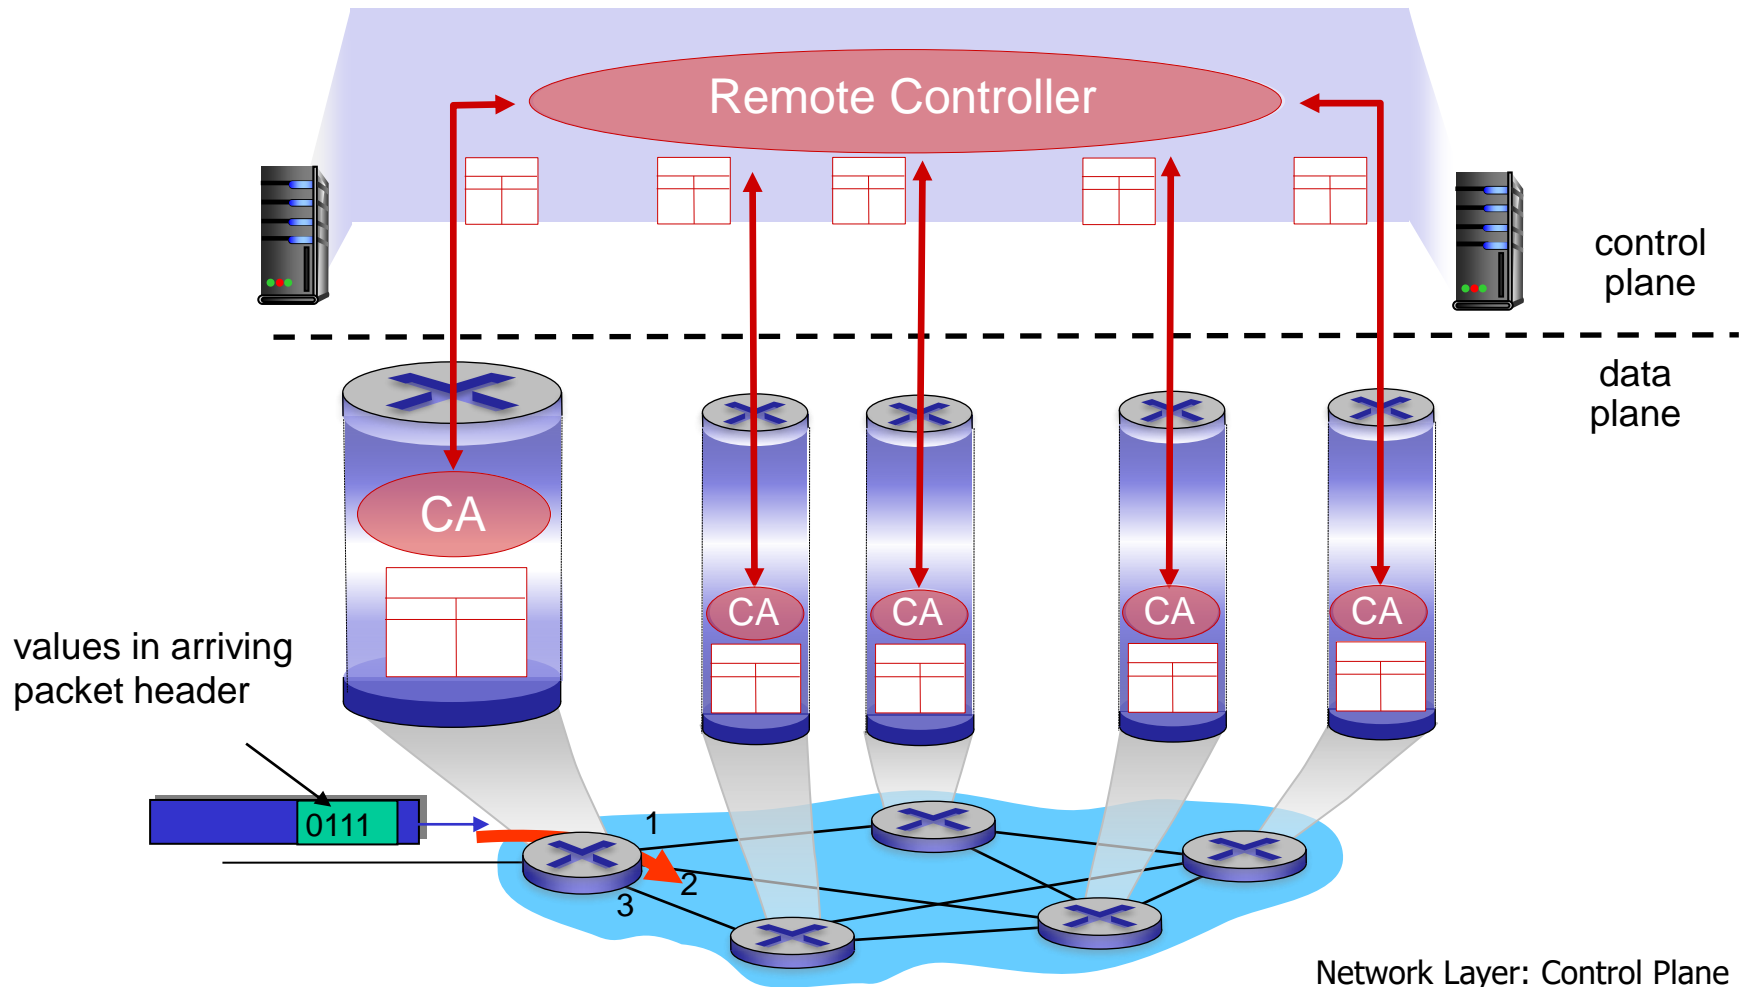 Remote Controller
control
plane
data
plane
CA
CA
CA
CA
CA
values in arriving
packet header
0111
1
2
3
Network Layer: Control Plane